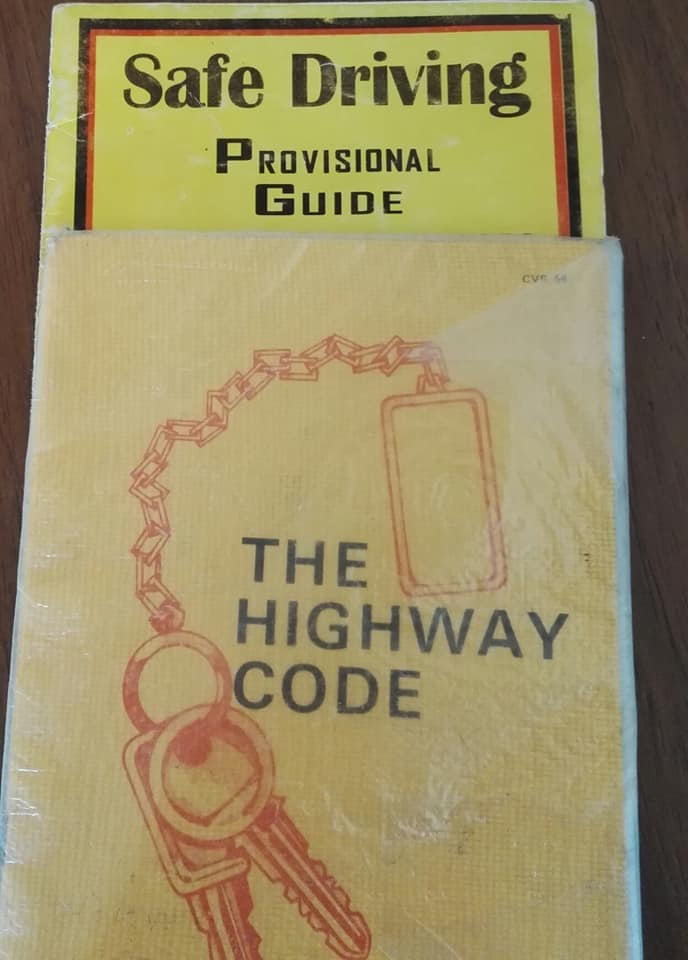 Safe Driving
PROVISIONAL
GUIDE
THE
HIGHWAY
CODE